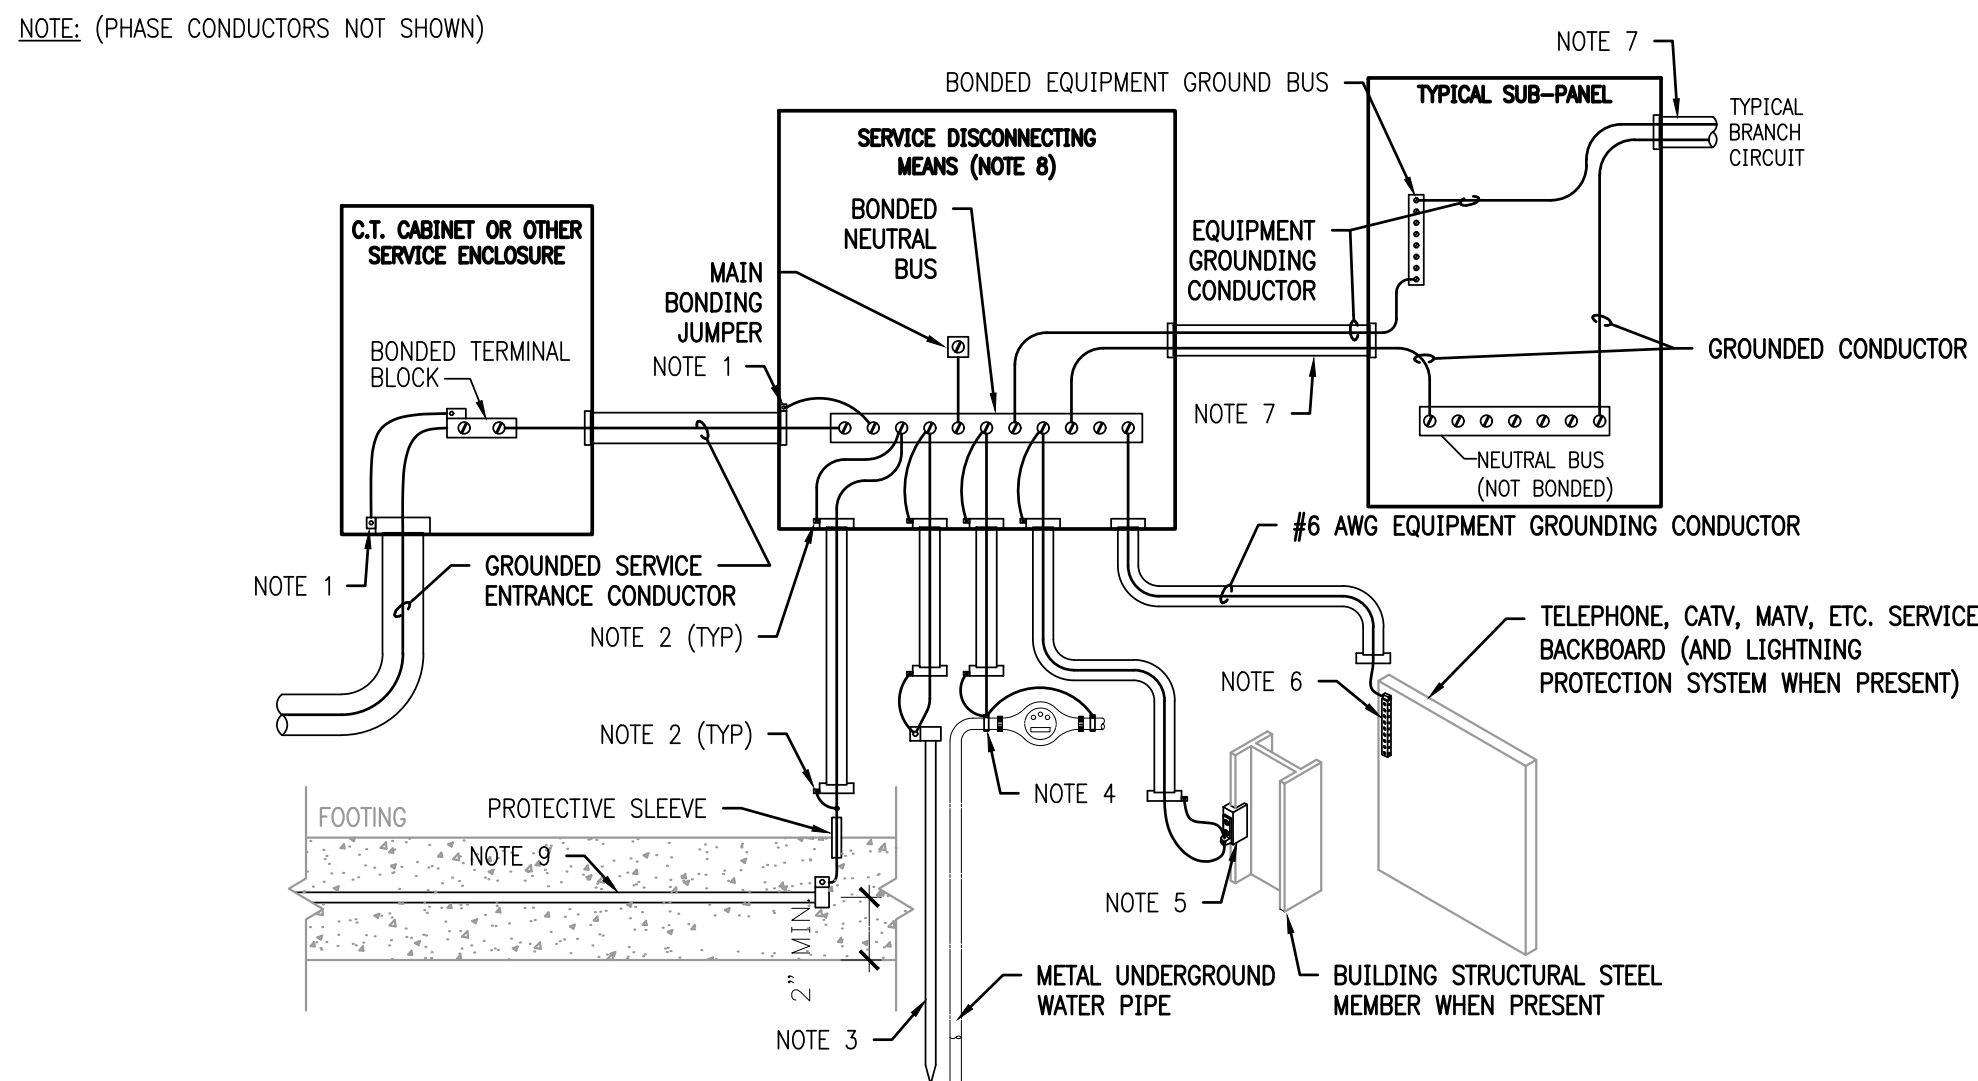 NOTE: (PHASE CONDUCTORS NOT SHOWN)
NOTE 7
BONDED EQUIPMENT GROUND BUS
TYPICAL SUB-PANEL
TYPICAL
BRANCH
CIRCUIT
SERVICE DISCONNECTING
MEANS (NOTE 8)
BONDED
NEUTRAL
BUS
C.T. CABINET OR OTHER
SERVICE ENCLOSURE
EQUIPMENT
GROUNDING
CONDUCTOR
MAIN
BONDING
JUMPER
NOTE 1
BONDED TERMINAL
BLOCK
GROUNDED CONDUCTOR
NOTE 7
NEUTRAL BUS
(NOT BONDED)
#6 AWG EQUIPMENT GROUNDING CONDUCTOR
NOTE 1
GROUNDED SERVICE
ENTRANCE CONDUCTOR
NOTE 2 (TYP)
TELEPHONE, CATV, MATV, ETC. SERVICE
BACKBOARD (AND LIGHTNING
PROTECTION SYSTEM WHEN PRESENT)
NOTE 6
NOTE 2 (TYP)
NOTE 4
PROTECTIVE SLEEVE
FOOTING
NOTE 9
NOTE 5
2" MIN.
METAL UNDERGROUND
WATER PIPE
BUILDING STRUCTURAL STEEL
MEMBER WHEN PRESENT
NOTE 3